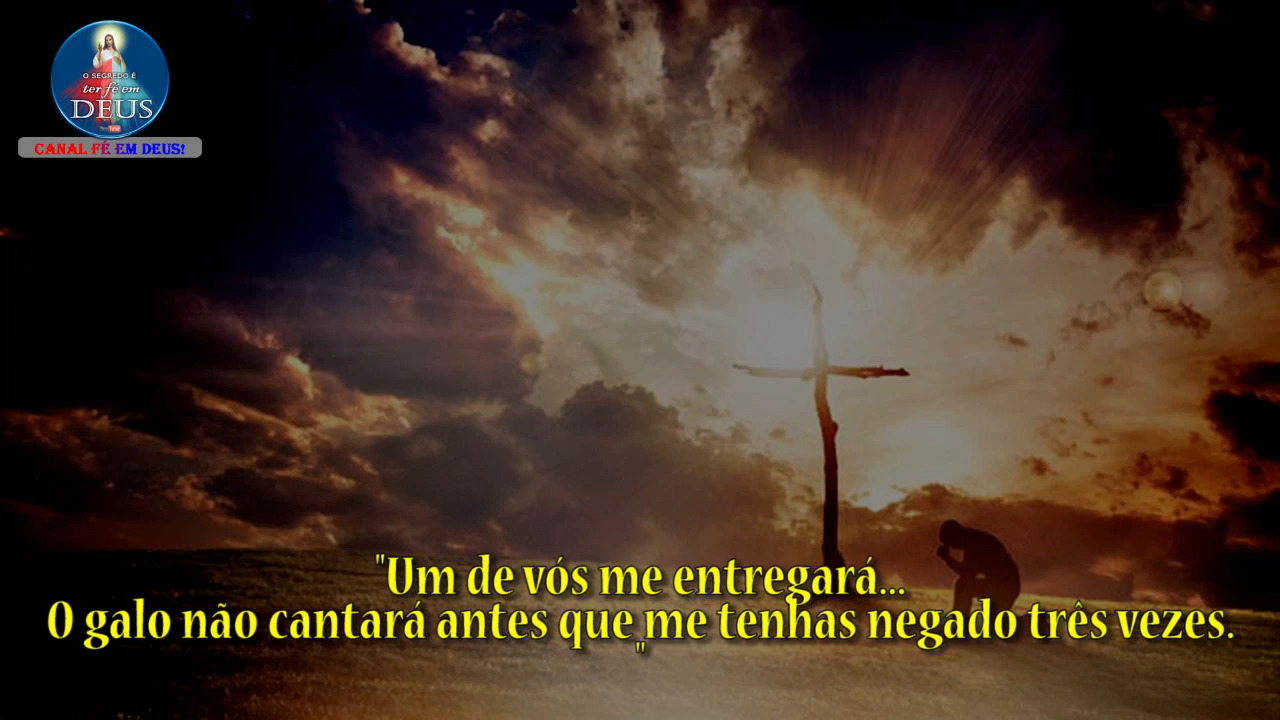 O SEGREDO É
ter fé em
DEUS
CANAL FÉ EM DEUS!
"Um de vós me entregará...
O galo não cantará antes que me tenhas negado três vezes.
"